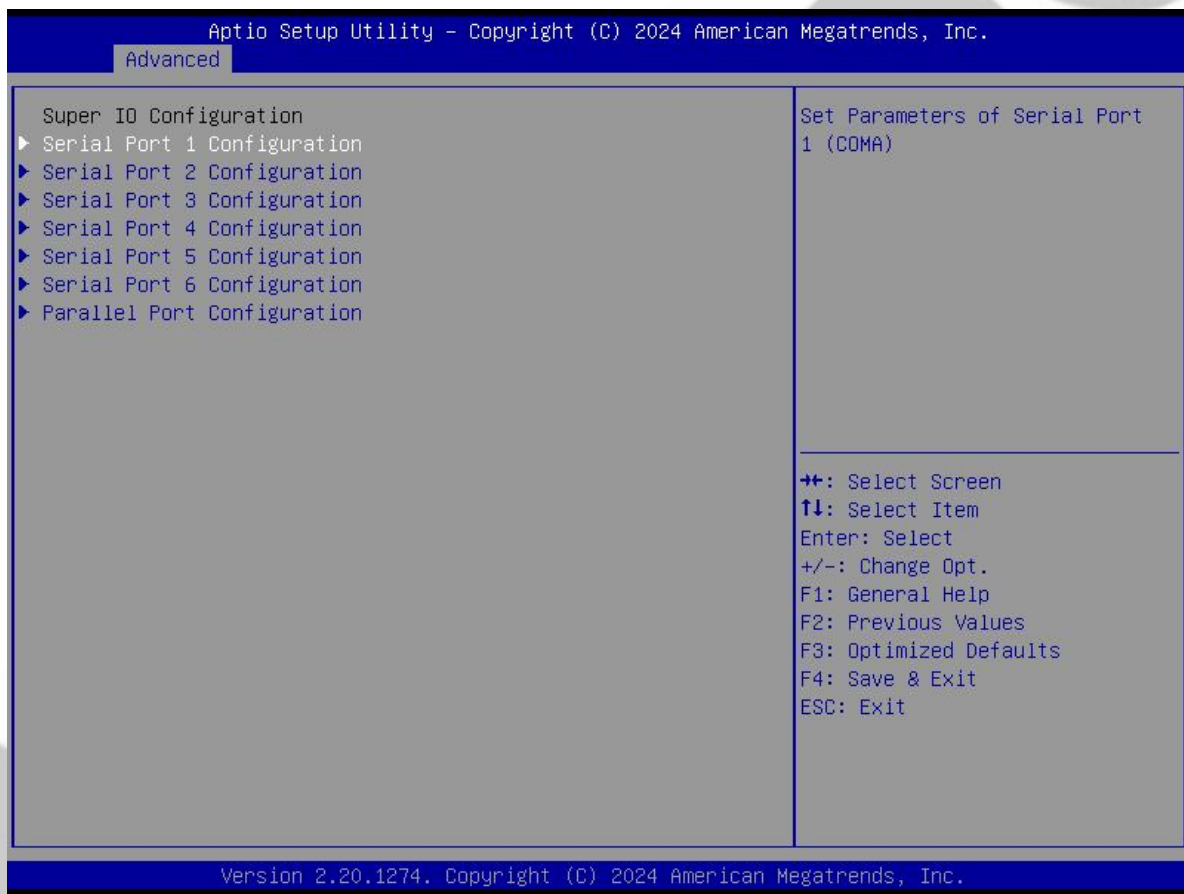 Aptio Setup Utility – Copyright (C) 2024 American Megatrends, Inc.
Advanced
Super IO Configuration
Serial Port 1 Configuration
Serial Port 2 Configuration
Serial Port 3 Configuration
Serial Port 4 Configuration
Serial Port 5 Configuration
Serial Port 6 Configuration
Parallel Port Configuration
Set Parameters of Serial Port
1 (COMA)
→←: Select Screen
↑↓: Select Item
Enter: Select
+/-: Change Opt.
F1: General Help
F2: Previous Values
F3: Optimized Defaults
F4: Save & Exit
ESC: Exit
Version 2.20.1274. Copyright (C) 2024 American Megatrends, Inc.